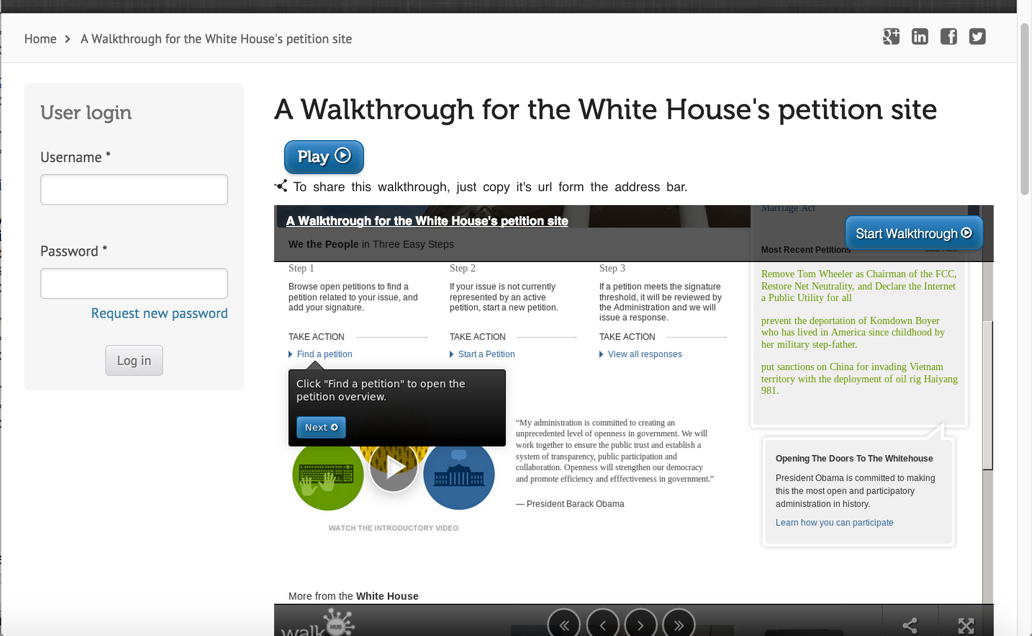 Home > A Walkthrough for the White House's petition site
User login
Username *
Password *
Request new password
Log in
A Walkthrough for the White House's petition site
Play
To share this walkthrough, just copy it's url form the address bar.
A Walkthrough for the White House's petition site
Start Walkthrough
We the People in Three Easy Steps
Step 1
Browse open petitions to find a
petition related to your issue, and
add your signature.
TAKE ACTION
Find a petition
Step 2
If your issue is not currently
represented by an active
petition, start a new petition.
TAKE ACTION
Start a Petition
Step 3
If a petition meets the signature
threshold, it will be reviewed by
the Administration and we will
issue a response.
TAKE ACTION
View all responses
Click "Find a petition" to open the
petition overview.
Next
WATCH THE INTRODUCTORY VIDEO
“My administration is committed to creating an
unprecedented level of openness in government. We will
work together to ensure the public trust and establish a
system of transparency, public participation and
collaboration. Openness will strengthen our democracy
and promote efficiency and efffectiveness in government.”
— President Barack Obama
Marriage Act
Most Recent Petitions
Remove Tom Wheeler as Chairman of the FCC,
Restore Net Neutrality, and Declare the Internet
a Public Utility for all
prevent the deportation of Komdown Boyer
who has lived in America since childhood by
her military step-father.
put sanctions on China for invading Vietnam
territory with the deployment of oil rig Haiyang
981.
Opening The Doors To The Whitehouse
President Obama is committed to making
this the most open and participatory
administration in history.
Learn how you can participate
More from the White House
walk